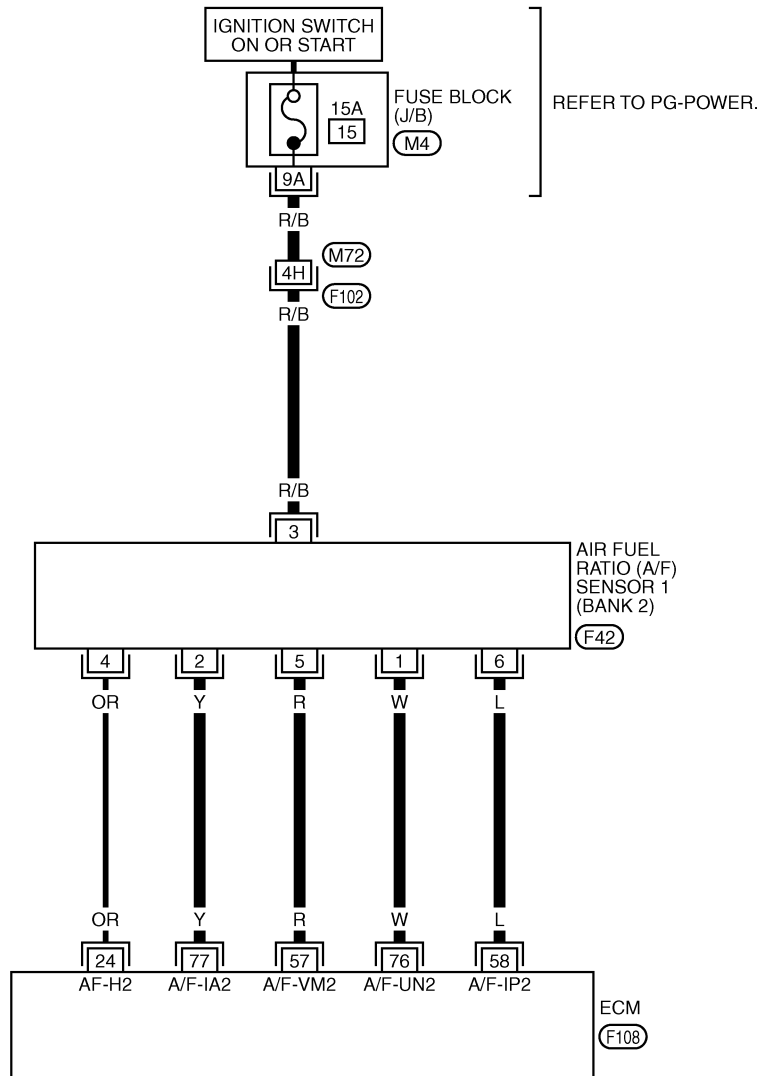 IGNITION SWITCH
ON OR START
FUSE BLOCK
(J/B)
15A
15
M4
REFER TO PG-POWER.
9A
R/B
M72
4H
F102
R/B
R/B
3
AIR FUEL
RATIO (A/F)
SENSOR 1
(BANK 2)
F42
4 2 5 1 6
OR Y R W L
OR Y R W L
24 77 57 76 58
AF-H2 A/F-IA2 A/F-VM2 A/F-UN2 A/F-IP2
ECM
F108